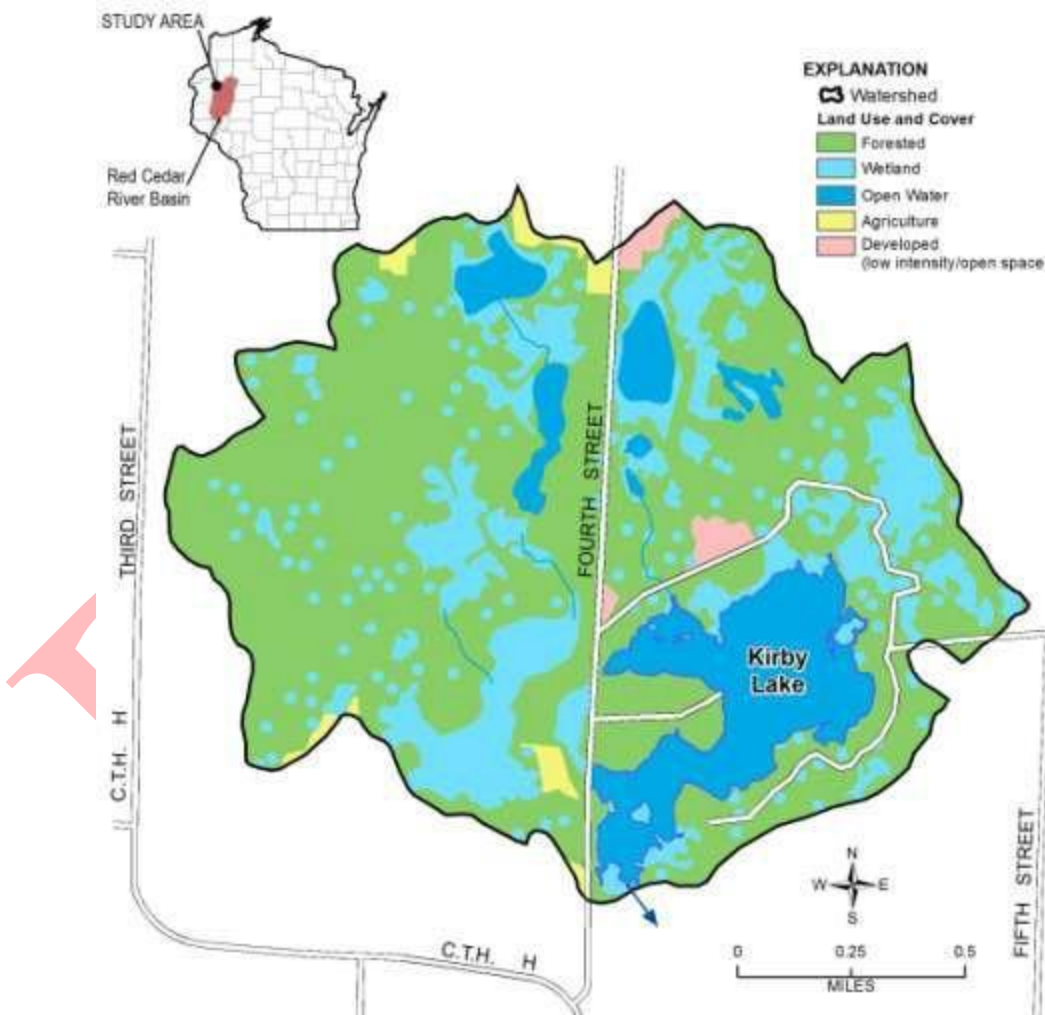 STUDY AREA
Red Cedar
River Basin
EXPLANATION
Watershed
Land Use and Cover
Forested
Wetland
Open Water
Agriculture
Developed
(low intensity/open space
THIRD STREET
FOURTH STREET
Kirby
Lake
C.T.H. H
N
W E
S
FIFTH STREET
C.T.H. H
0 0.25 0.5
MILES